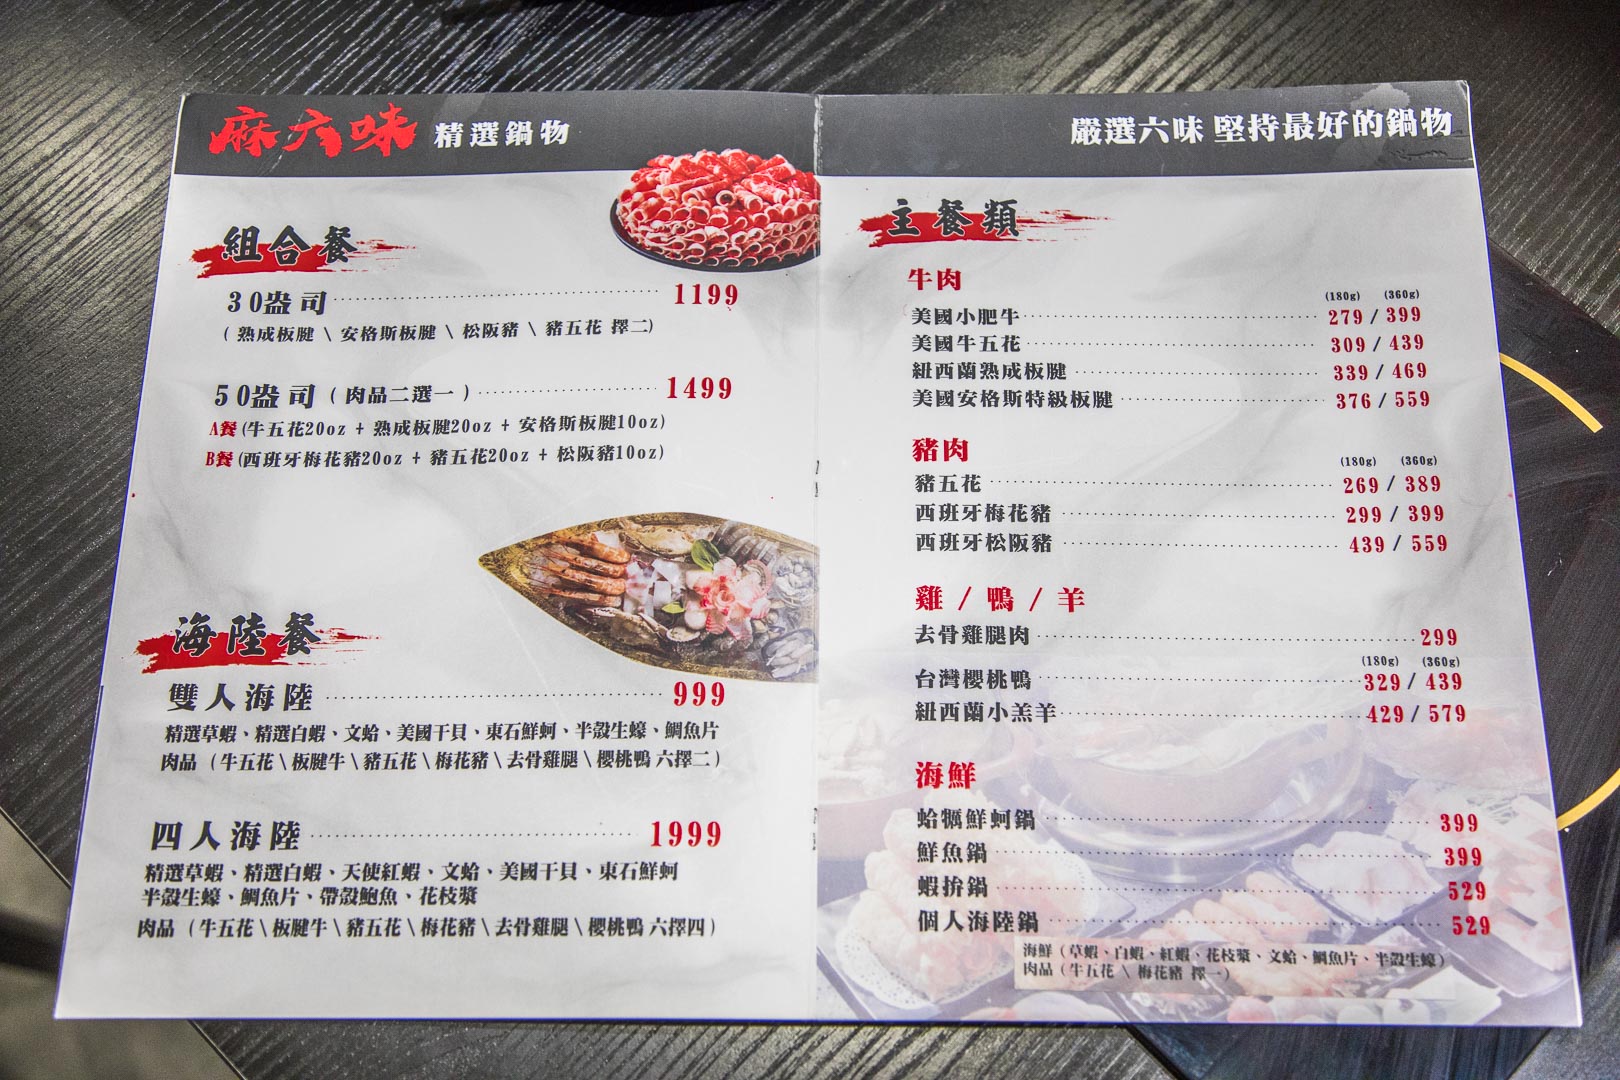 麻六味 精選鍋物
組合餐
30盎司 1199
( 熟成板腱 \ 安格斯板腱 \ 松阪豬 \ 豬五花 擇二)
50盎司 ( 肉品二選一 ) 1499
A餐(牛五花20oz + 熟成板腱20oz + 安格斯板腱10oz)
B餐(西班牙梅花豬20oz + 豬五花20oz + 松阪豬10oz)
海陸餐
雙人海陸 999
精選草蝦、精選白蝦、文蛤、美國干貝、東石鮮蚵、半殼生蠔、鯛魚片
肉品 ( 牛五花 \ 板腱牛 \ 豬五花 \ 梅花豬 \ 去骨雞腿 \ 櫻桃鴨 六擇二 )
四人海陸 1999
精選草蝦、精選白蝦、天使紅蝦、文蛤、美國干貝、東石鮮蚵
半殼生蠔、鯛魚片、帶殼鮑魚、花枝漿
肉品 ( 牛五花 \ 板腱牛 \ 豬五花 \ 梅花豬 \ 去骨雞腿 \ 櫻桃鴨 六擇四 )
嚴選六味 堅持最好的鍋物
主餐類
牛肉
(180g) (360g)
美國小肥牛 279 / 399
美國牛五花 309 / 439
紐西蘭熟成板腱 339 / 469
美國安格斯特級板腱 376 / 559
豬肉
(180g) (360g)
豬五花 269 / 389
西班牙梅花豬 299 / 399
西班牙松阪豬 439 / 559
雞 / 鴨 / 羊
去骨雞腿肉 299
(180g) (360g)
台灣櫻桃鴨 329 / 439
紐西蘭小羔羊 429 / 579
海鮮
蛤蠣鮮蚵鍋 399
鮮魚鍋 399
蝦拚鍋 529
個人海陸鍋 529
海鮮 ( 草蝦、白蝦、紅蝦、花枝漿、文蛤、鯛魚片、半殼生蠔)
肉品 ( 牛五花 \ 梅花豬 擇一 )